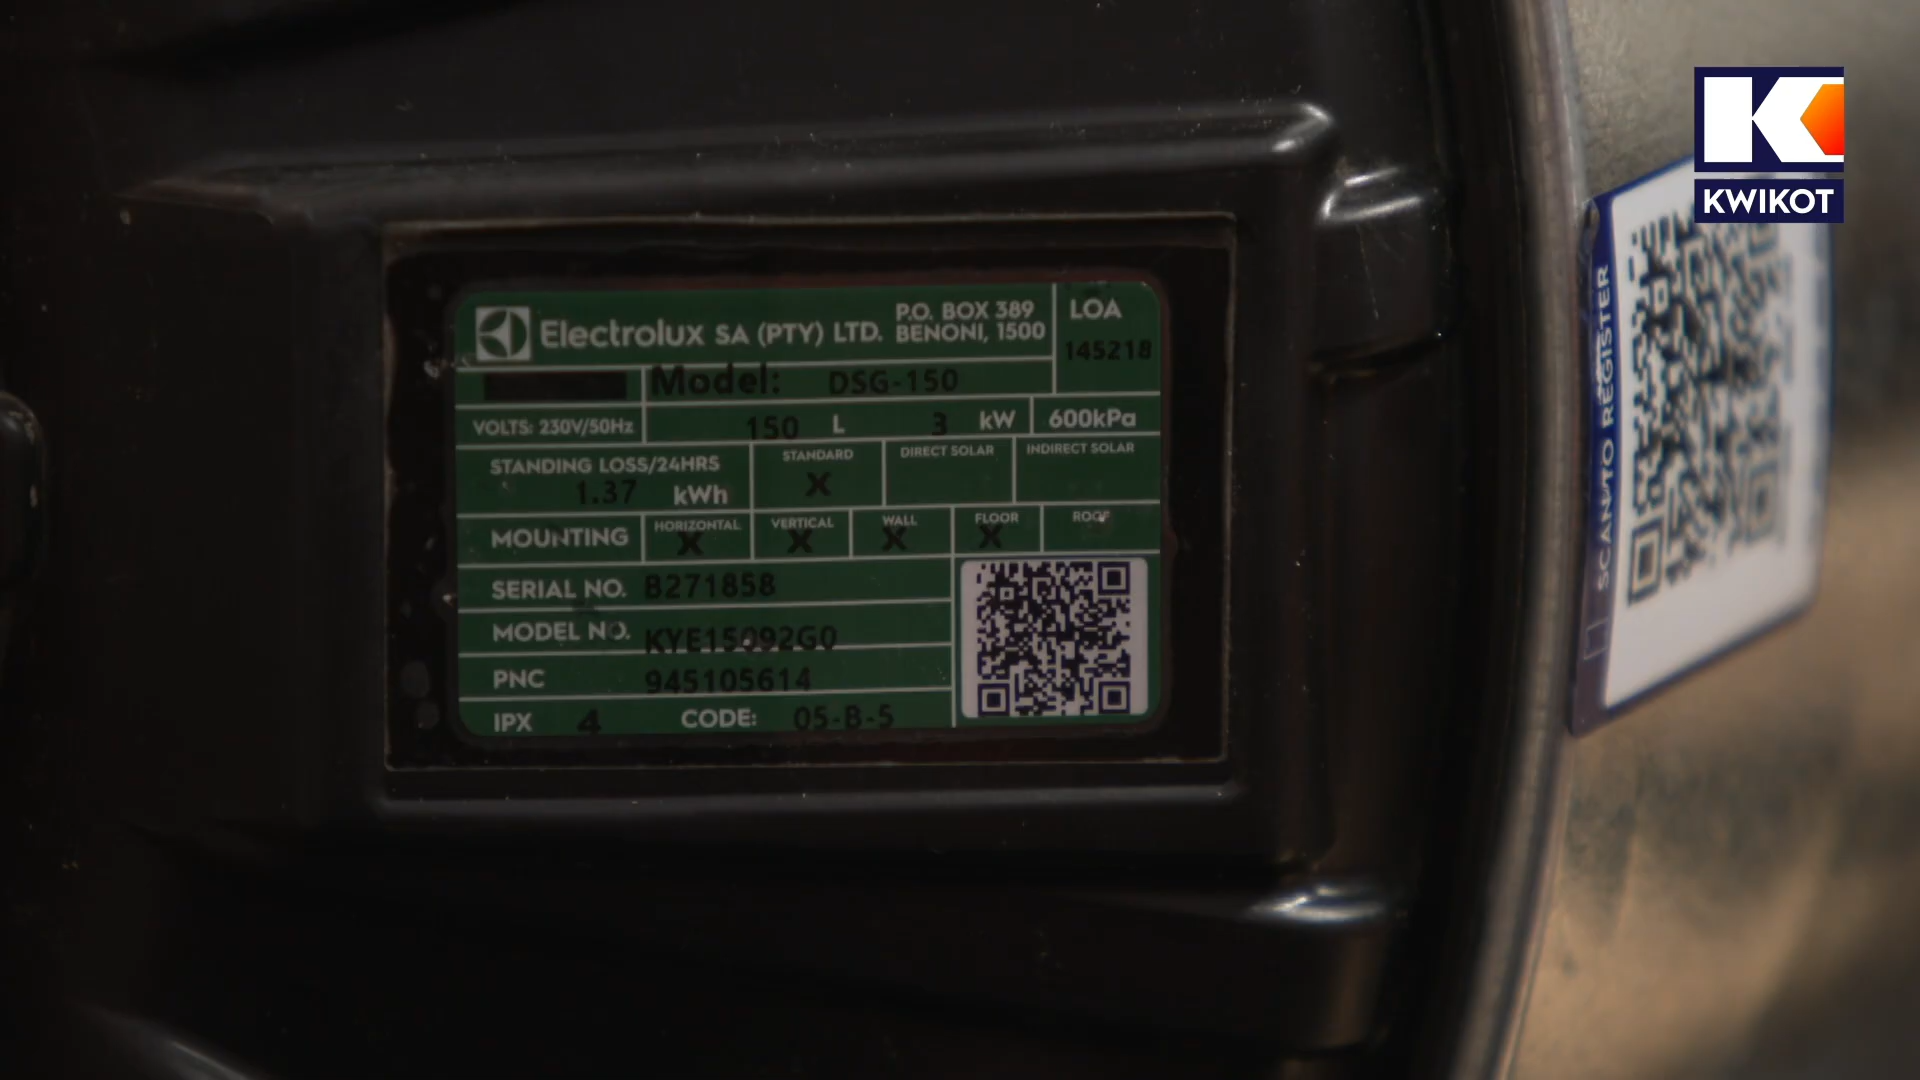 KWIKOT
Electrolux SA (PTY) LTD.
P.O. BOX 389
BENONI, 1500
LOA
145218
Model: DSG-150
VOLTS: 230V/50Hz
150 L 3 kW
600kPa
STANDING LOSS/24HRS
1.37 kWh
STANDARD
X
DIRECT SOLAR
INDIRECT SOLAR
MOUNTING
HORIZONTAL
X
VERTICAL
X
WALL
X
FLOOR
X
ROOF
SERIAL NO. B271858
MODEL NO. KYE15092G0
PNC 945105614
IPX 4 CODE: 05-B-5
SCAN TO REGISTER